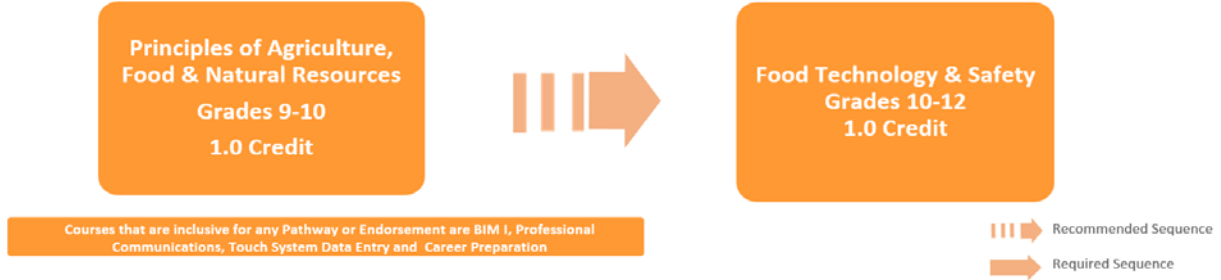 Principles of Agriculture,
Food & Natural Resources
Grades 9-10
1.0 Credit
Food Technology & Safety
Grades 10-12
1.0 Credit
Courses that are inclusive for any Pathway or Endorsement are BIM I, Professional
Communications, Touch System Data Entry and Career Preparation
Recommended Sequence
Required Sequence